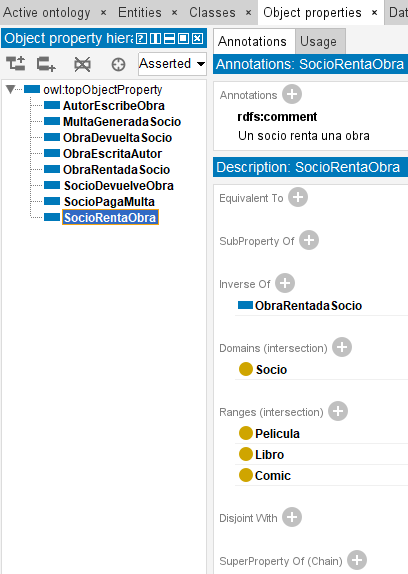 Active ontology × Entities × Classes × Object properties × Dat
Object property hiera
Asserted
owl:topObjectProperty
AutorEscribeObra
MultaGeneradaSocio
ObraDevueltaSocio
ObraEscritaAutor
ObraRentadaSocio
SocioDevuelveObra
SocioPagaMulta
SocioRentaObra
Annotations Usage
Annotations: SocioRentaObra
Annotations
rdfs:comment
Un socio renta una obra
Description: SocioRentaObra
Equivalent To
SubProperty Of
Inverse Of
ObraRentadaSocio
Domains (intersection)
Socio
Ranges (intersection)
Pelicula
Libro
Comic
Disjoint With
SuperProperty Of (Chain)